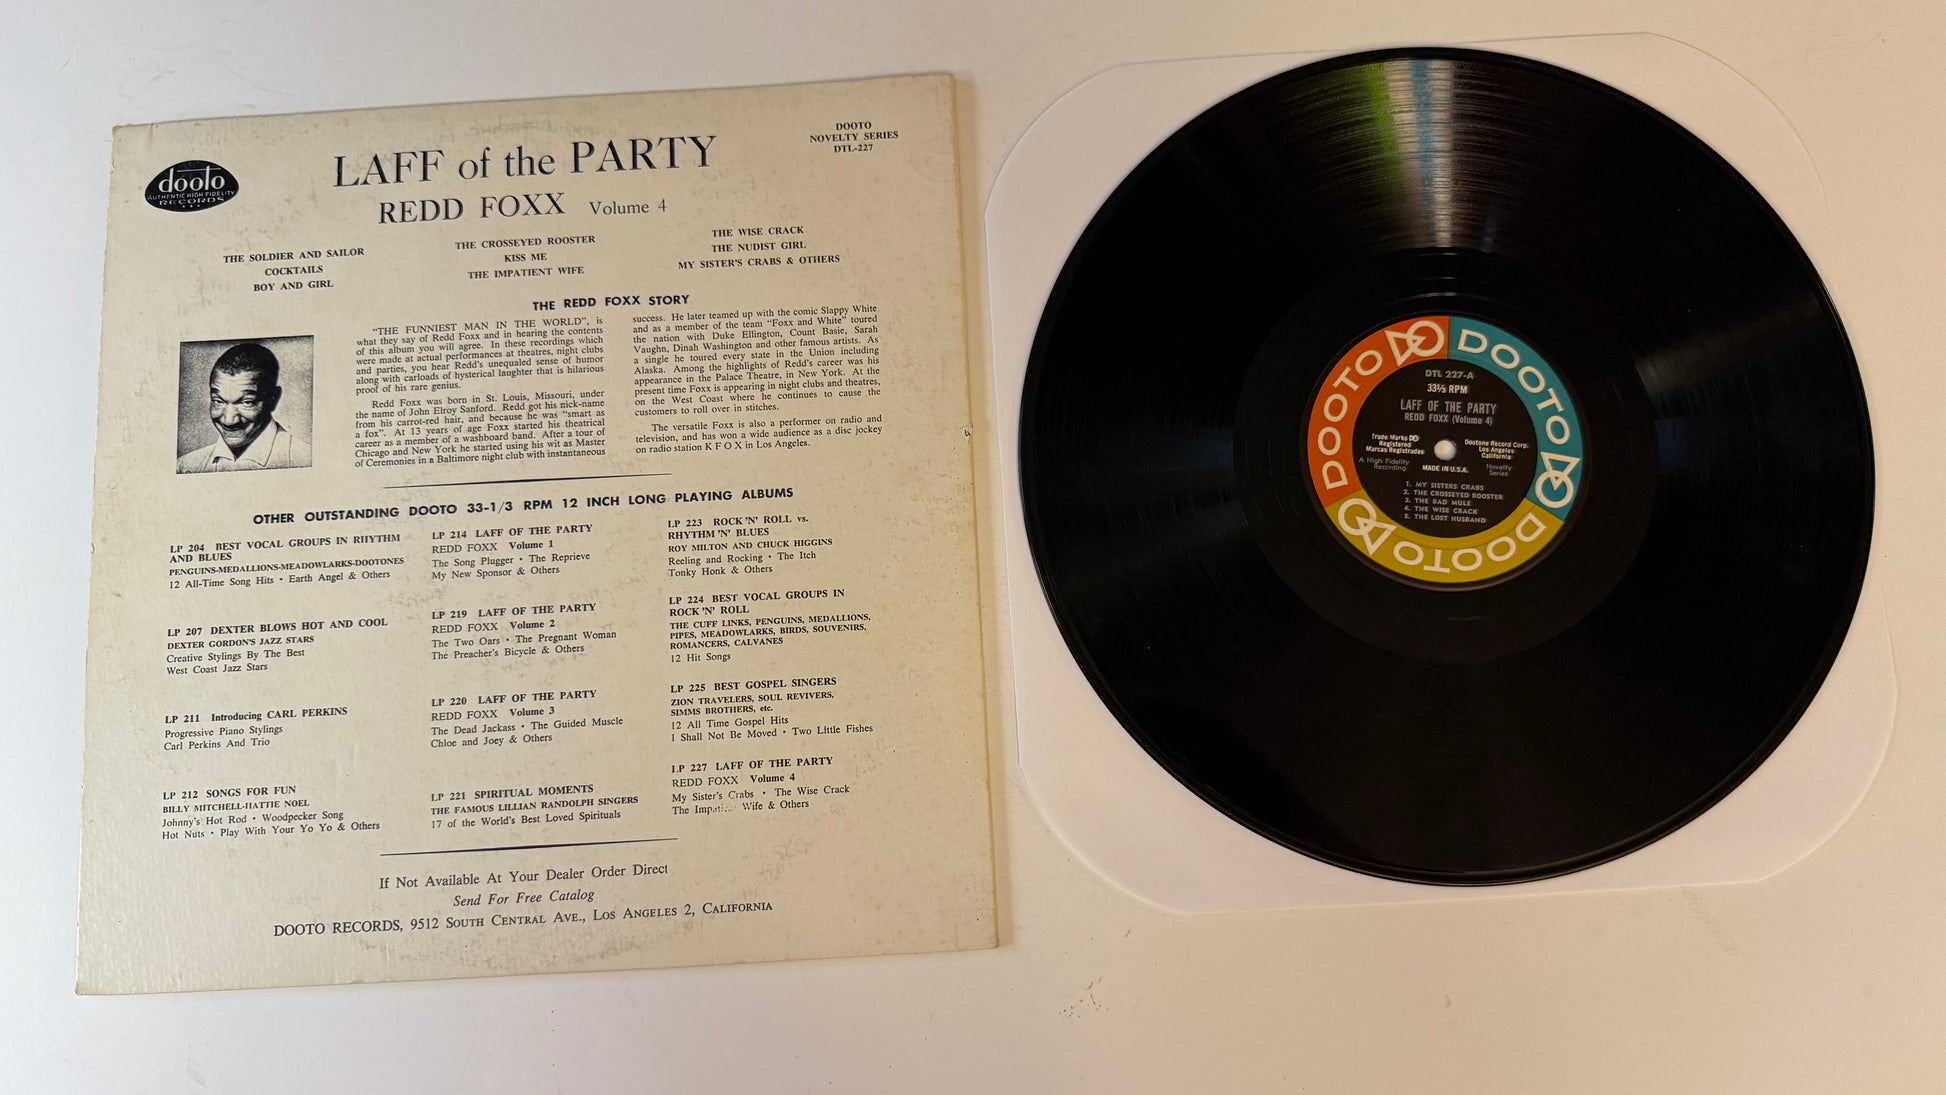 dooto
AUTHENTIC HIGH FIDELITY
RECORDS
LAFF of the PARTY
REDD FOXX Volume 4
DOOTO
NOVELTY SERIES
DTL-227
THE SOLDIER AND SAILOR
COCKTAILS
BOY AND GIRL
THE CROSSEYED ROOSTER
KISS ME
THE IMPATIENT WIFE
THE WISE CRACK
THE NUDIST GIRL
MY SISTER'S CRABS & OTHERS
THE REDD FOXX STORY
"THE FUNNIEST MAN IN THE WORLD", is
what they say of Redd Foxx and in hearing the contents
of this album you will agree. In these recordings which
were made at actual performances at theatres, night clubs
and parties, you hear Redd's unequaled sense of humor
along with carloads of hysterical laughter that is hilarious
proof of his rare genius.
Redd Foxx was born in St. Louis, Missouri, under
the name of John Elroy Sanford. Redd got his nick-name
from his carrot-red hair, and because he was "smart as
a fox". At 13 years of age Foxx started his theatrical
career as a member of a washboard band. After a tour of
Chicago and New York he started using his wit as Master
of Ceremonies in a Baltimore night club with instantaneous
success. He later teamed up with the comic Slappy White
and as a member of the team "Foxx and White" toured
the nation with Duke Ellington, Count Basie, Sarah
Vaughn, Dinah Washington and other famous artists. As
a single he toured every state in the Union including
Alaska. Among the highlights of Redd's career was his
appearance in the Palace Theatre, in New York. At the
present time Foxx is appearing in night clubs and theatres,
on the West Coast where he continues to cause the
customers to roll over in stitches.
The versatile Foxx is also a performer on radio and
television, and has won a wide audience as a disc jockey
on radio station K F O X in Los Angeles.
OTHER OUTSTANDING DOOTO 33-1/3 RPM 12 INCH LONG PLAYING ALBUMS
LP 204 BEST VOCAL GROUPS IN RHYTHM
AND BLUES
PENGUINS-MEDALLIONS-MEADOWLARKS-DOOTONES
12 All-Time Song Hits • Earth Angel & Others
LP 207 DEXTER BLOWS HOT AND COOL
DEXTER GORDON'S JAZZ STARS
Creative Stylings By The Best
West Coast Jazz Stars
LP 211 Introducing CARL PERKINS
Progressive Piano Stylings
Carl Perkins And Trio
LP 212 SONGS FOR FUN
BILLY MITCHELL-HATTIE NOEL
Johnny's Hot Rod • Woodpecker Song
Hot Nuts • Play With Your Yo Yo & Others
LP 214 LAFF OF THE PARTY
REDD FOXX Volume 1
The Song Plugger • The Reprieve
My New Sponsor & Others
LP 219 LAFF OF THE PARTY
REDD FOXX Volume 2
The Two Oars • The Pregnant Woman
The Preacher's Bicycle & Others
LP 220 LAFF OF THE PARTY
REDD FOXX Volume 3
The Dead Jackass • The Guided Muscle
Chloe and Joey & Others
LP 221 SPIRITUAL MOMENTS
THE FAMOUS LILLIAN RANDOLPH SINGERS
17 of the World's Best Loved Spirituals
LP 223 ROCK 'N' ROLL vs.
RHYTHM 'N' BLUES
ROY MILTON AND CHUCK HIGGINS
Reeling and Rocking • The Itch
Tonky Honk & Others
LP 224 BEST VOCAL GROUPS IN
ROCK 'N' ROLL
THE CUFF LINKS, PENGUINS, MEDALLIONS,
PIPES, MEADOWLARKS, BIRDS, SOUVENIRS,
ROMANCERS, CALVANES
12 Hit Songs
LP 225 BEST GOSPEL SINGERS
ZION TRAVELERS, SOUL REVIVERS,
SIMMS BROTHERS, etc.
12 All Time Gospel Hits
I Shall Not Be Moved • Two Little Fishes
LP 227 LAFF OF THE PARTY
REDD FOXX Volume 4
My Sister's Crabs • The Wise Crack
The Wife & Others
If Not Available At Your Dealer Order Direct
Send For Free Catalog
DOOTO RECORDS, 9512 SOUTH CENTRAL AVE., LOS ANGELES 2, CALIFORNIA
DOOTO
DOOTO
DOOTO
DTL 227-A
33⅓ RPM
LAFF OF THE PARTY
REDD FOXX (Volume 4)
Trade Marks
Registered
Marcas Registradas
Dootone Record Corp.
Los Angeles
California
A High Fidelity
Recording
MADE IN U.S.A.
Novelty
Series
1. MY SISTERS CRABS
2. THE CROSSEYED ROOSTER
3. THE BAD MULE
4. THE WISE CRACK
5. THE LOST HUSBAND